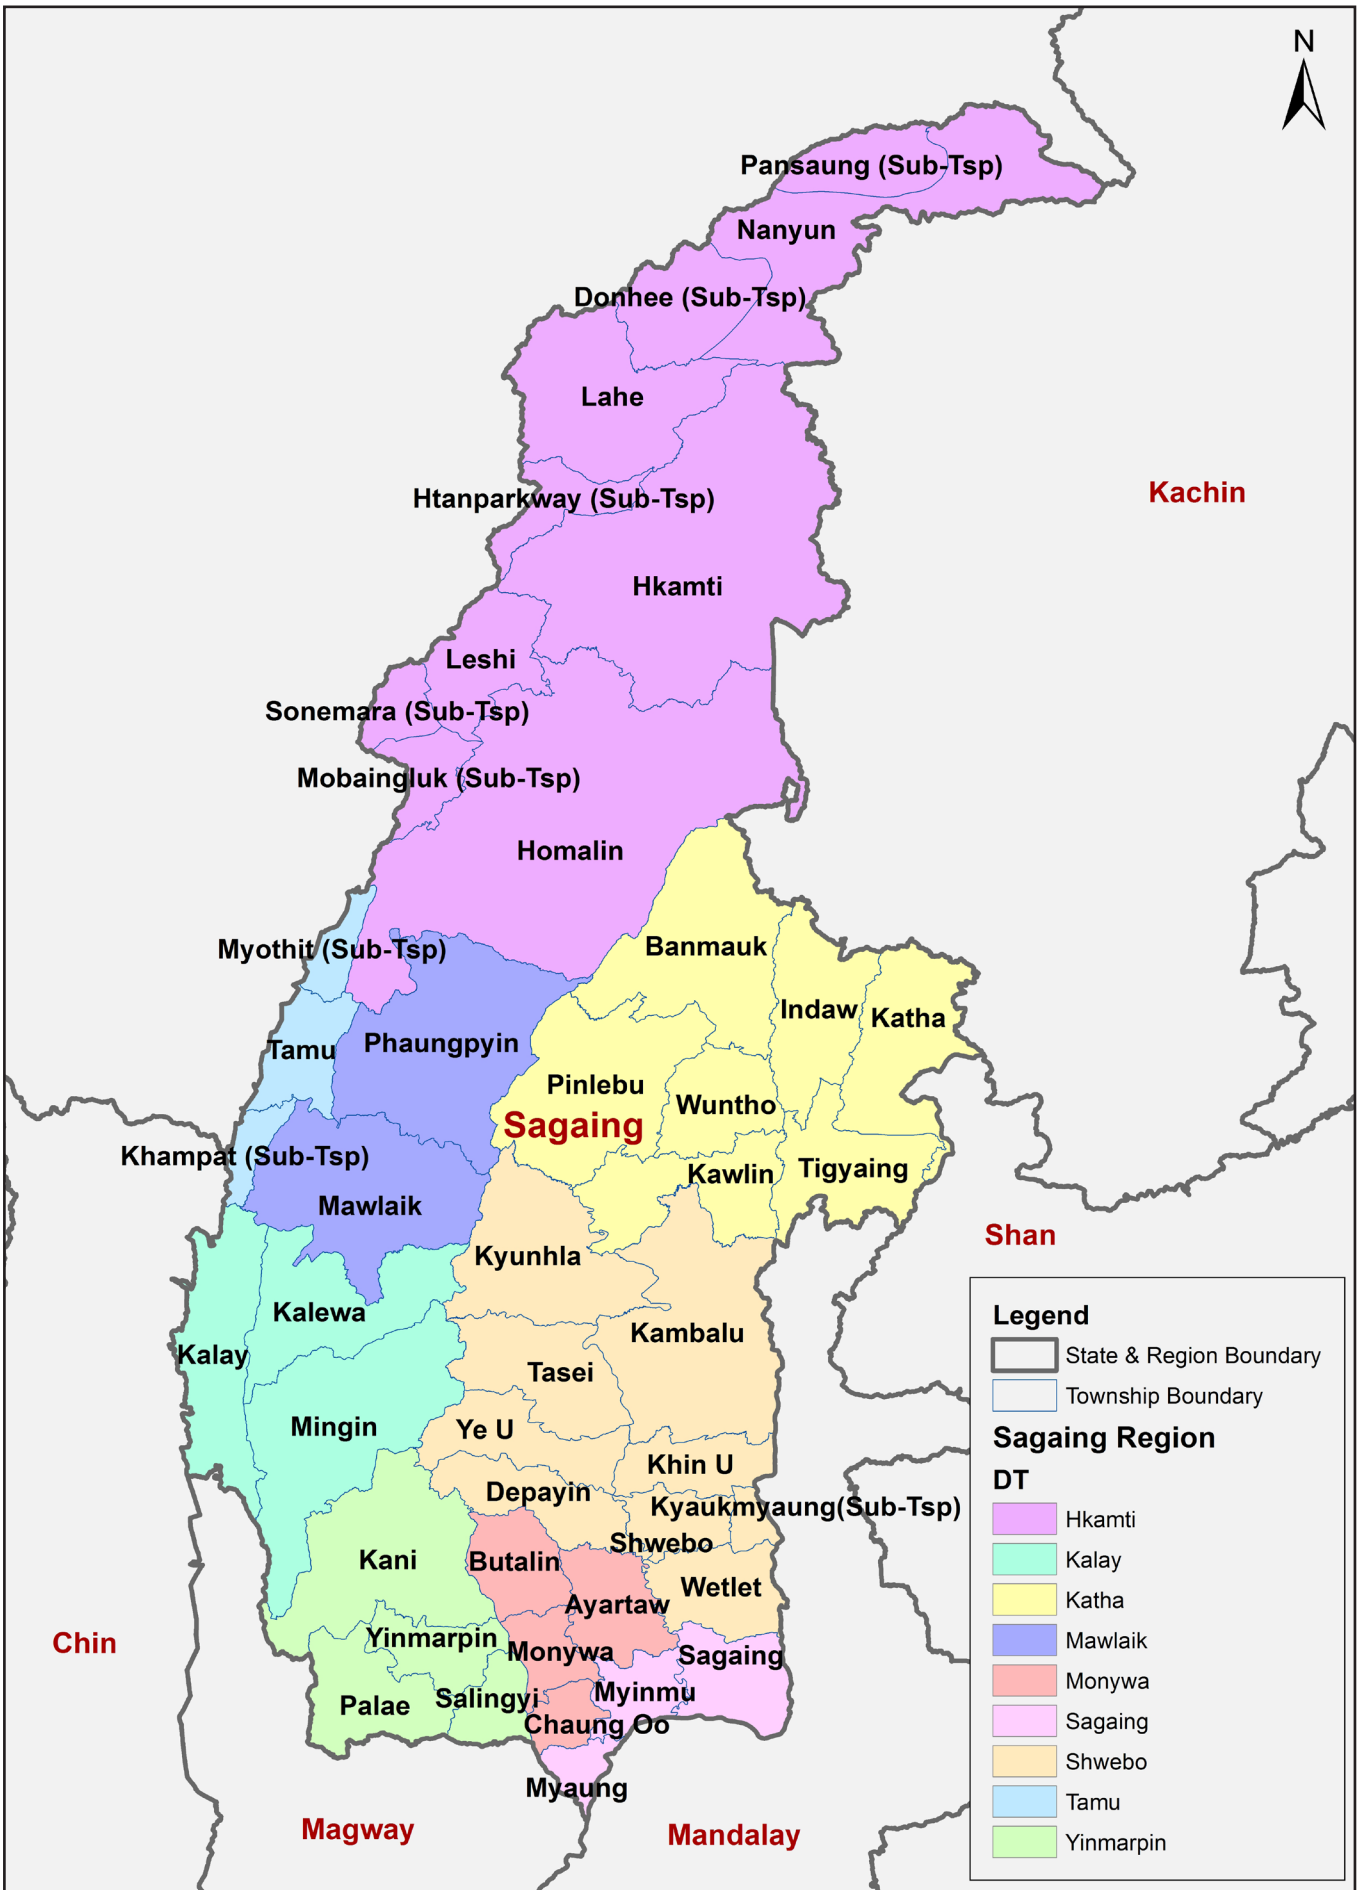 N
Pansaung (Sub-Tsp)
Nanyun
Donhee (Sub-Tsp)
Lahe
Kachin
Htanparkway (Sub-Tsp)
Hkamti
Leshi
Sonemara (Sub-Tsp)
Mobaingluk (Sub-Tsp)
Homalin
Banmauk
Myothit (Sub-Tsp)
Indaw
Katha
Phaungpyin
Tamu
Pinlebu
Wuntho
Sagaing
Khampat (Sub-Tsp)
Tigyaing
Kawlin
Mawlaik
Shan
Kyunhla
Kalewa
Kambalu
Kalay
Tasei
Mingin
Ye U
Khin U
Depayin
Kyaukmyaung(Sub-Tsp)
Shwebo
Kani
Butalin
Wetlet
Ayartaw
Yinmarpin
Chin
Monywa
Sagaing
Myinmu
Salingyi
Palae
Chaung Oo
Myaung
Magway
Mandalay
Legend
State & Region Boundary
Township Boundary
Sagaing Region
DT
Hkamti
Kalay
Katha
Mawlaik
Monywa
Sagaing
Shwebo
Tamu
Yinmarpin